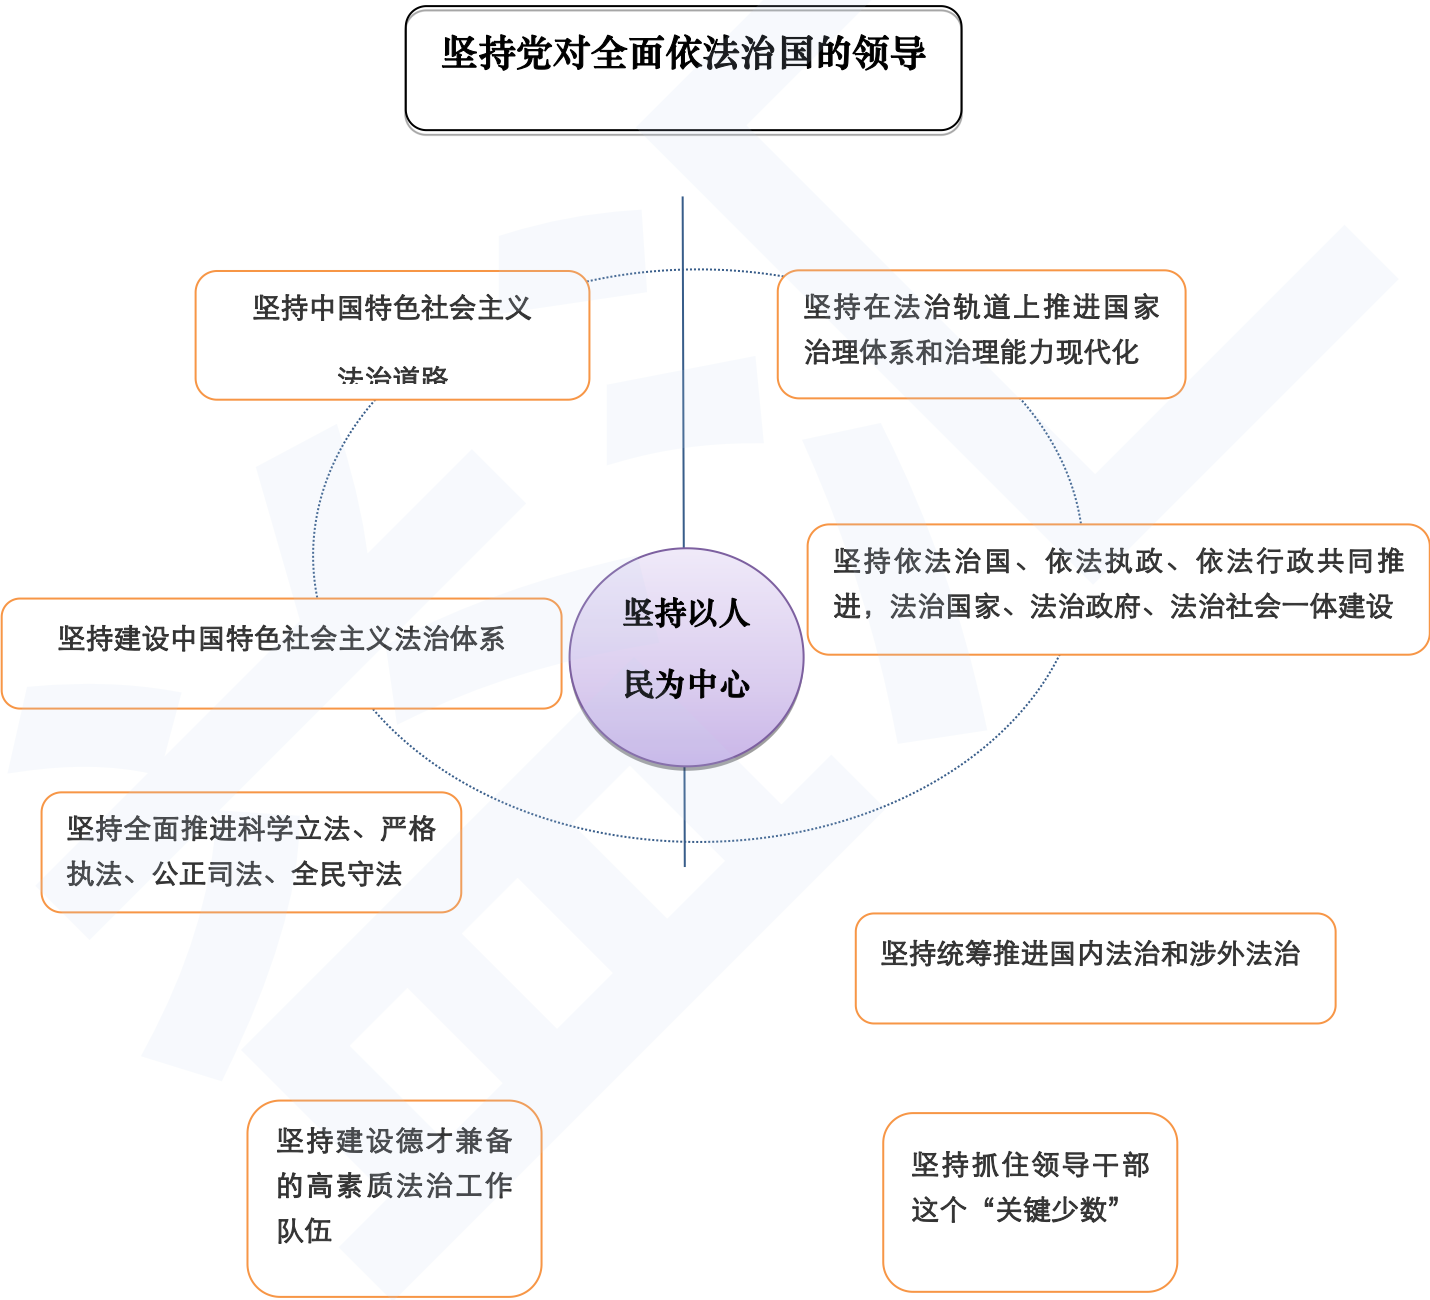 坚持党对全面依法治国的领导
坚持中国特色社会主义
法治道路
坚持在法治轨道上推进国家
治理体系和治理能力现代化
坚持依法治国、依法执政、依法行政共同推
进，法治国家、法治政府、法治社会一体建设
坚持以人
民为中心
坚持建设中国特色社会主义法治体系
坚持全面推进科学立法、严格
执法、公正司法、全民守法
坚持统筹推进国内法治和涉外法治
坚持建设德才兼备
的高素质法治工作
队伍
坚持抓住领导干部
这个“关键少数”